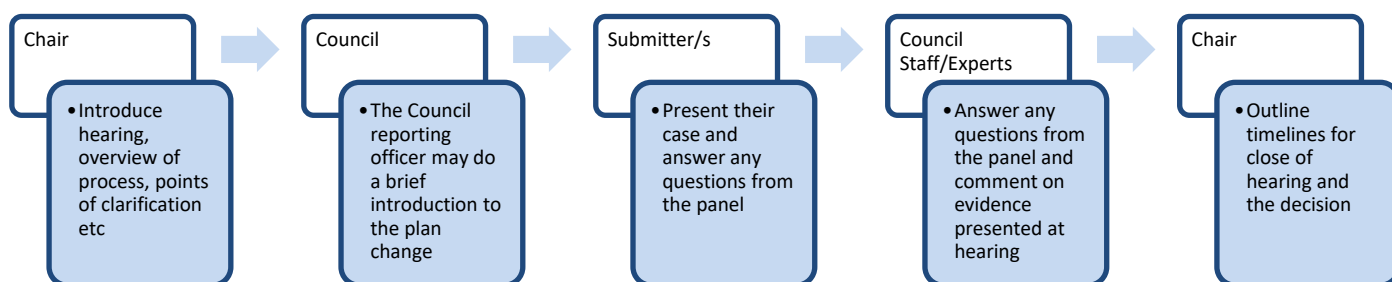 Chair
•Introduce
hearing,
overview of
process, points
of clarification
etc
Council
•The Council
reporting
officer may do
a brief
introduction to
the plan
change
Submitter/s
•Present their
case and
answer any
questions from
the panel
Council
Staff/Experts
•Answer any
questions from
the panel and
comment on
evidence
presented at
hearing
Chair
•Outline
timelines for
close of
hearing and
the decision